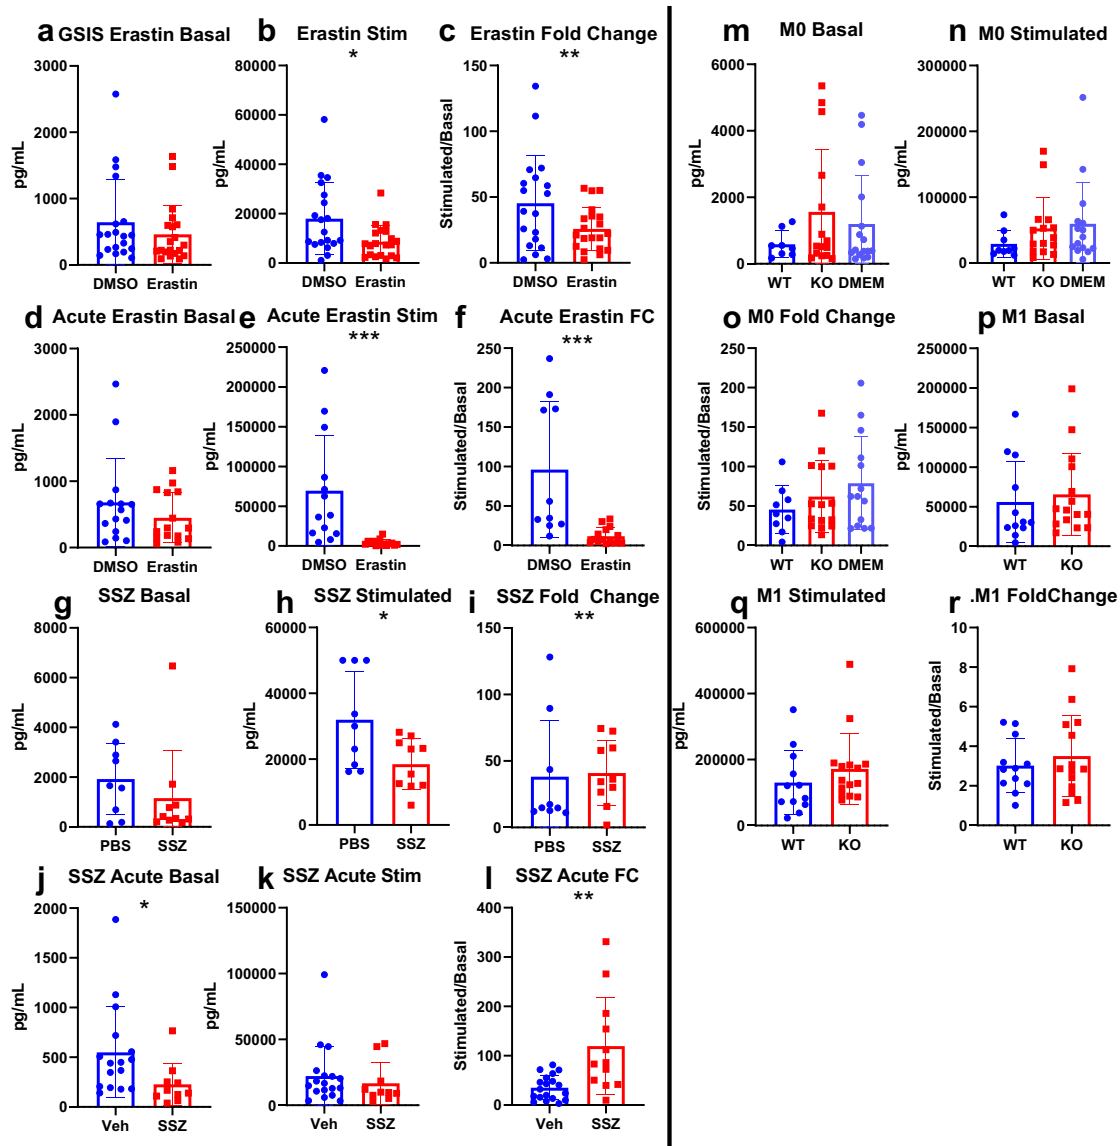 a GSIS Erastin Basal
pg/mL
3000
2000
1000
0
DMSO Erastin
b Erastin Stim
*
pg/mL
80000
60000
40000
20000
0
DMSO Erastin
c Erastin Fold Change
**
Stimulated/Basal
150
100
50
0
DMSO Erastin
d Acute Erastin Basal
pg/mL
3000
2000
1000
0
DMSO Erastin
e Acute Erastin Stim
***
pg/mL
250000
200000
150000
100000
50000
0
DMSO Erastin
f Acute Erastin FC
***
Stimulated/Basal
250
200
150
100
50
0
DMSO Erastin
g SSZ Basal
pg/mL
8000
6000
4000
2000
0
PBS SSZ
h SSZ Stimulated
*
pg/mL
60000
40000
20000
0
PBS SSZ
i SSZ Fold Change
**
Stimulated/Basal
150
100
50
0
PBS SSZ
j SSZ Acute Basal
*
pg/mL
2000
1500
1000
500
0
Veh SSZ
k SSZ Acute Stim
pg/mL
150000
100000
50000
0
Veh SSZ
l SSZ Acute FC
**
Stimulated/Basal
400
300
200
100
0
Veh SSZ
m M0 Basal
pg/mL
6000
4000
2000
0
WT KO DMEM
n M0 Stimulated
pg/mL
300000
200000
100000
0
WT KO DMEM
o M0 Fold Change
Stimulated/Basal
250
200
150
100
50
0
WT KO DMEM
p M1 Basal
pg/mL
250000
200000
150000
100000
50000
0
WT KO
q M1 Stimulated
pg/mL
600000
400000
200000
0
WT KO
r .M1 FoldChange
Stimulated/Basal
10
8
6
4
2
0
WT KO